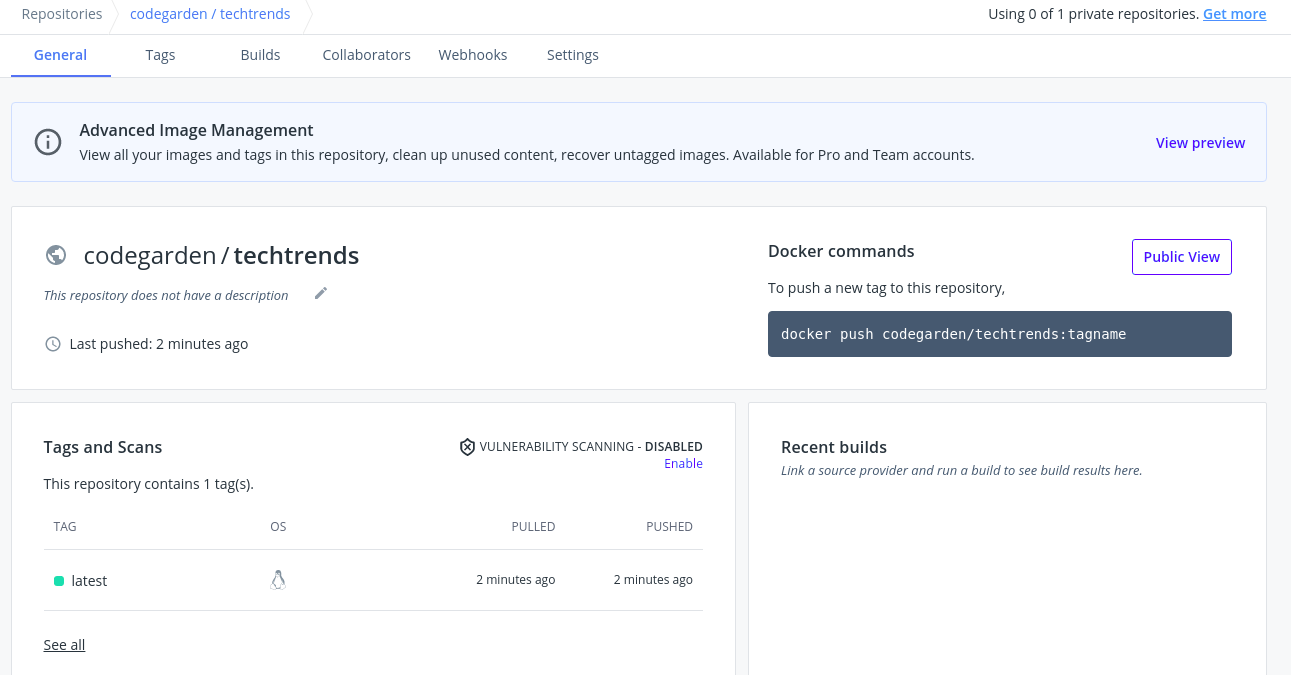 Repositories codegarden / techtrends Using 0 of 1 private repositories. Get more
General Tags Builds Collaborators Webhooks Settings
Advanced Image Management
View all your images and tags in this repository, clean up unused content, recover untagged images. Available for Pro and Team accounts.
View preview
codegarden / techtrends
This repository does not have a description
Last pushed: 2 minutes ago
Docker commands
Public View
To push a new tag to this repository,
docker push codegarden/techtrends:tagname
Tags and Scans
VULNERABILITY SCANNING - DISABLED
Enable
This repository contains 1 tag(s).
TAG OS PULLED PUSHED
latest 2 minutes ago 2 minutes ago
See all
Recent builds
Link a source provider and run a build to see build results here.